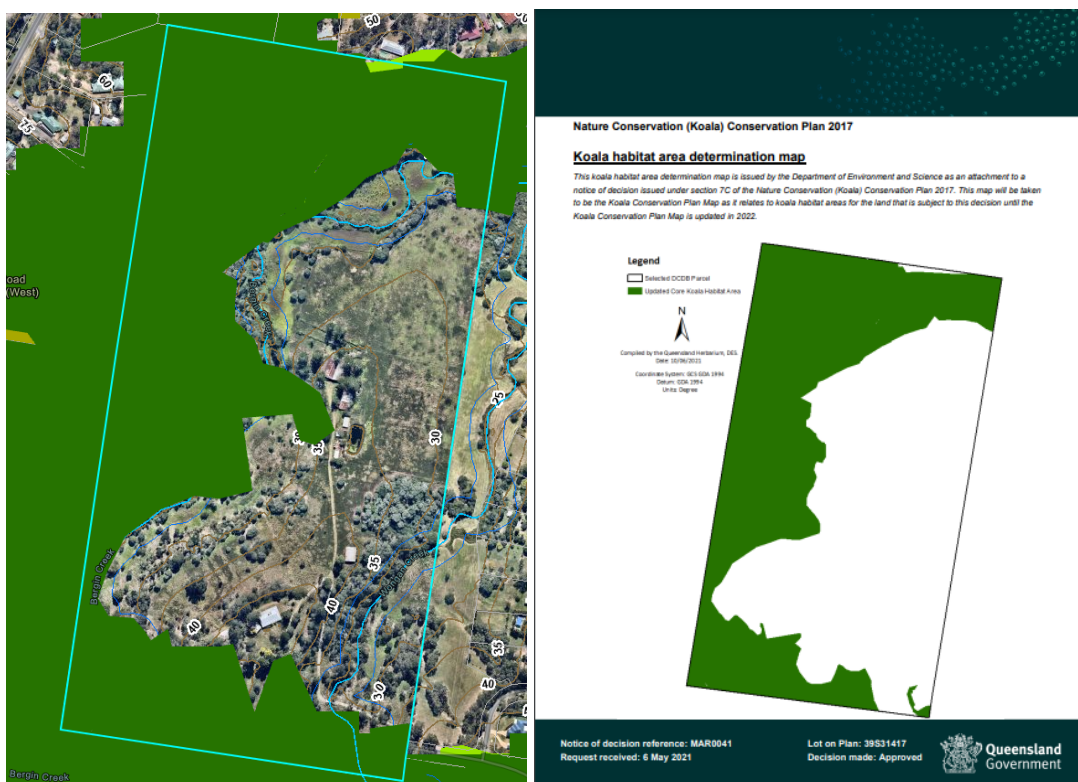 50
60
75
oad
(West)
Bergin Creek
25
30
35
35
40
40
35
30
40
Bergin Creek
Bergin Creek
Nature Conservation (Koala) Conservation Plan 2017
Koala habitat area determination map
This koala habitat area determination map is issued by the Department of Environment and Science as an attachment to a
notice of decision issued under section 7C of the Nature Conservation (Koala) Conservation Plan 2017. This map will be taken
to be the Koala Conservation Plan Map as it relates to koala habitat areas for the land that is subject to this decision until the
Koala Conservation Plan Map is updated in 2022.
Legend
Selected DCDB Parcel
Updated Core Koala Habitat Area
N
Compiled by the Queensland Herbarium, DES.
Date: 10/06/2021
Coordinate System: GCS GDA 1994
Datum: GDA 1994
Units: Degree
Notice of decision reference: MAR0041
Request received: 6 May 2021
Lot on Plan: 39S31417
Decision made: Approved
Queensland
Government